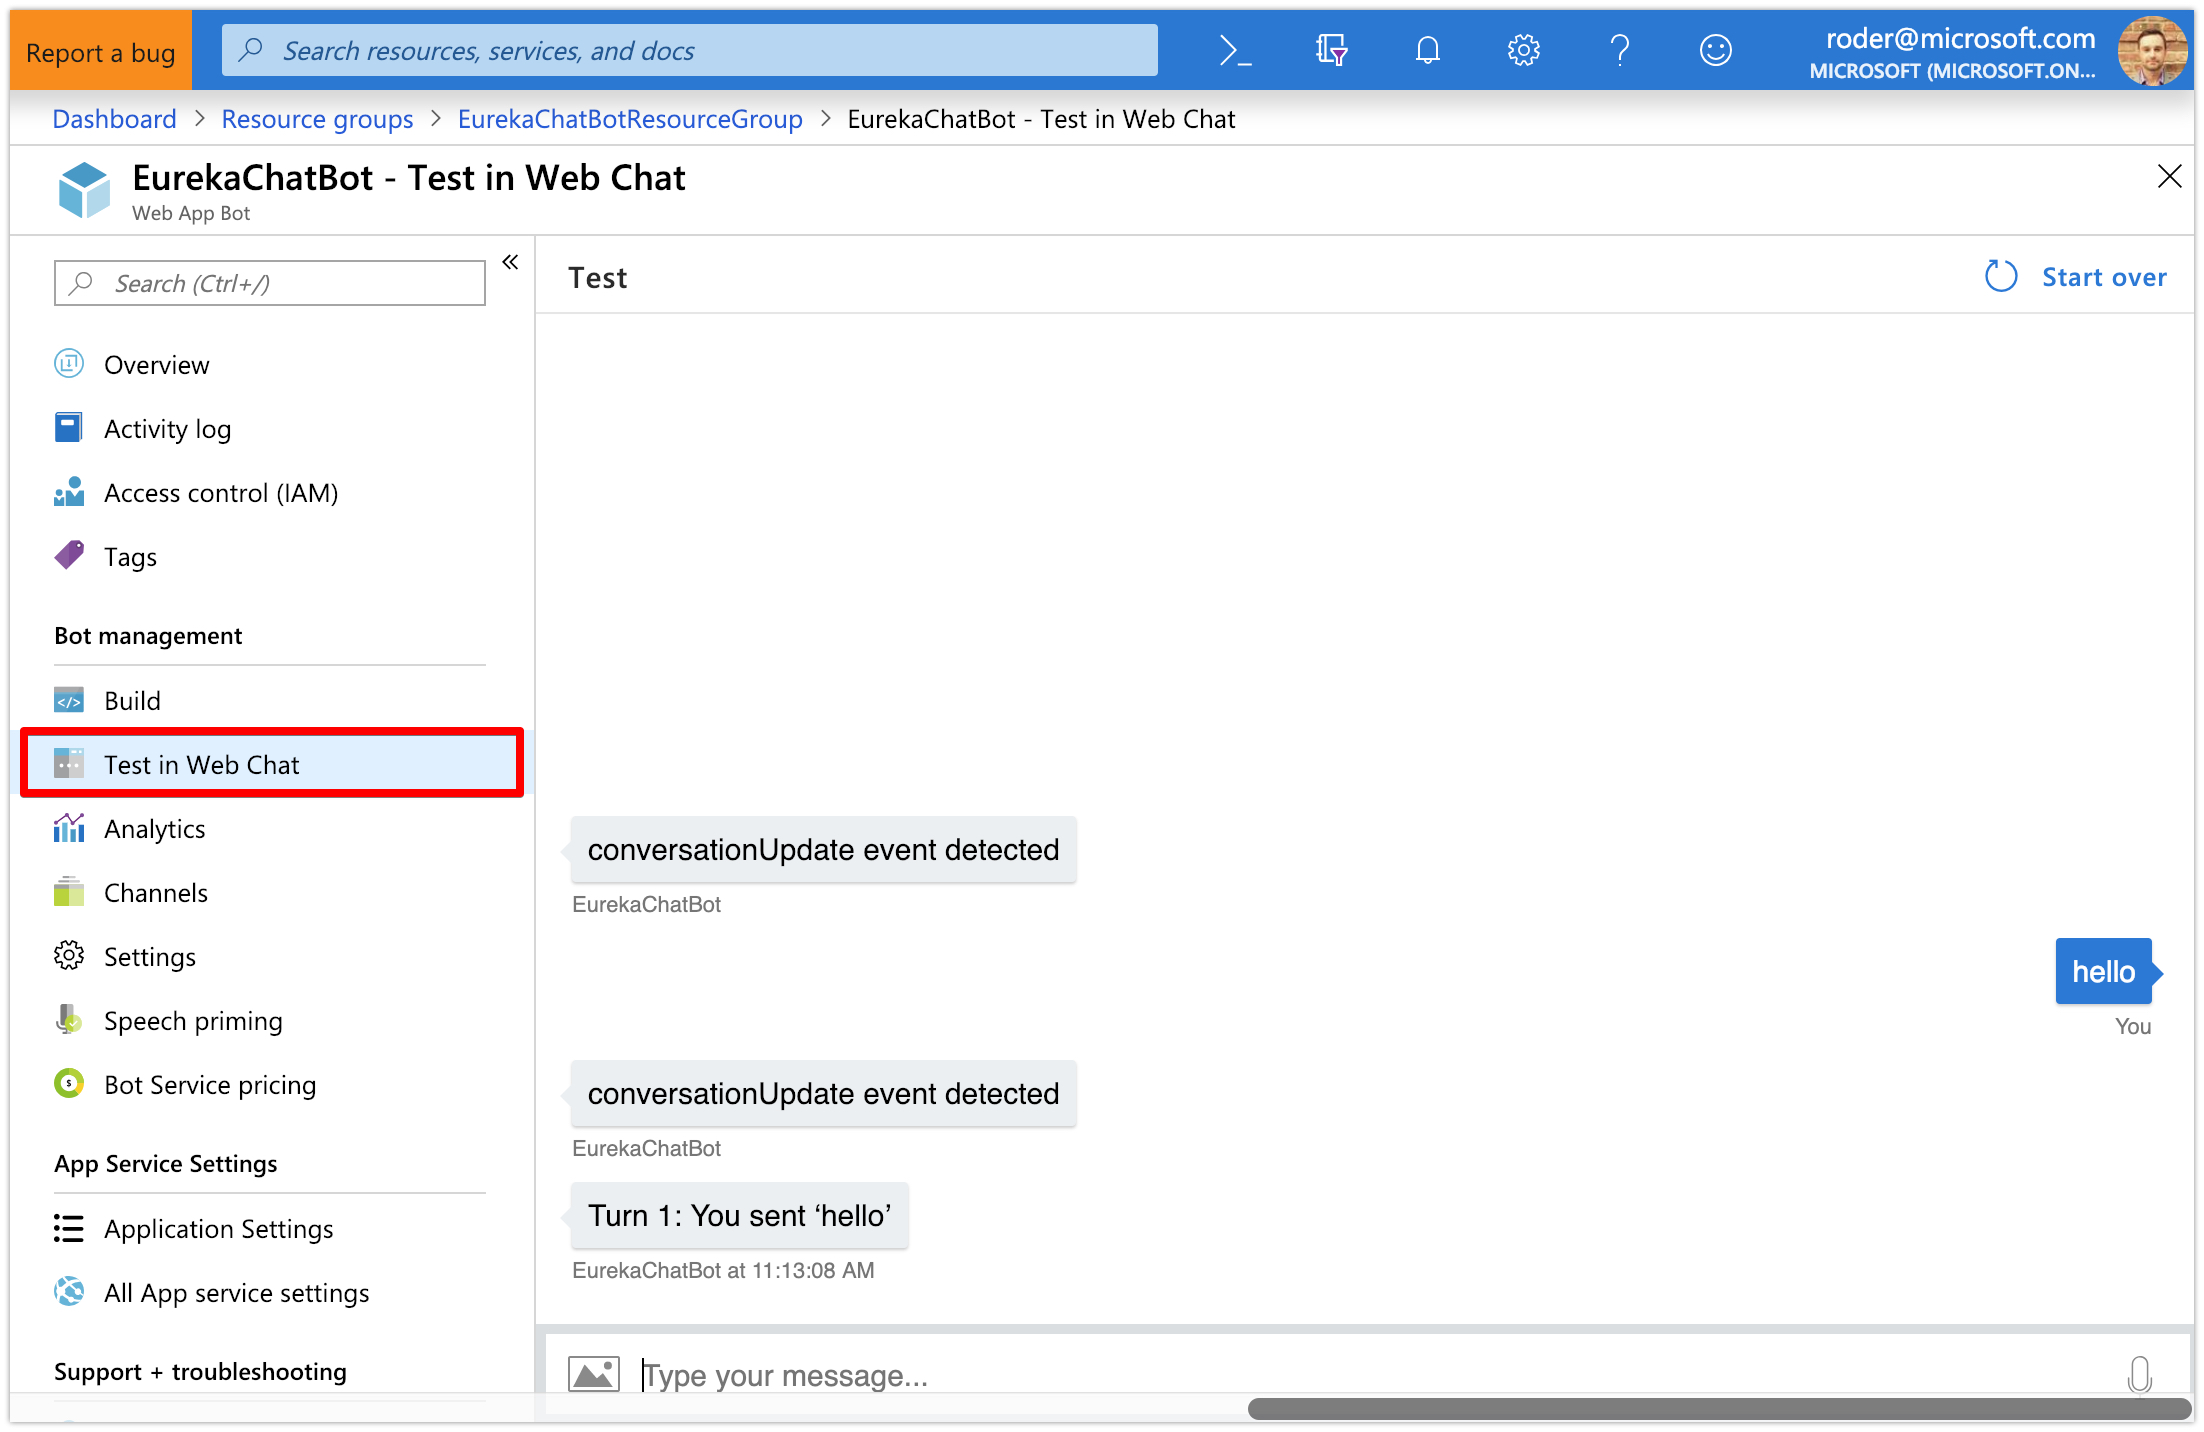 Report a bug
Search resources, services, and docs
roder@microsoft.com
MICROSOFT (MICROSOFT.ON...
Dashboard > Resource groups > EurekaChatBotResourceGroup > EurekaChatBot - Test in Web Chat
EurekaChatBot - Test in Web Chat
Web App Bot
Search (Ctrl+/)
Overview
Activity log
Access control (IAM)
Tags
Bot management
Build
Test in Web Chat
Analytics
Channels
Settings
Speech priming
Bot Service pricing
App Service Settings
Application Settings
All App service settings
Support + troubleshooting
Test
Start over
conversationUpdate event detected
EurekaChatBot
hello
You
conversationUpdate event detected
EurekaChatBot
Turn 1: You sent ‘hello’
EurekaChatBot at 11:13:08 AM
Type your message...